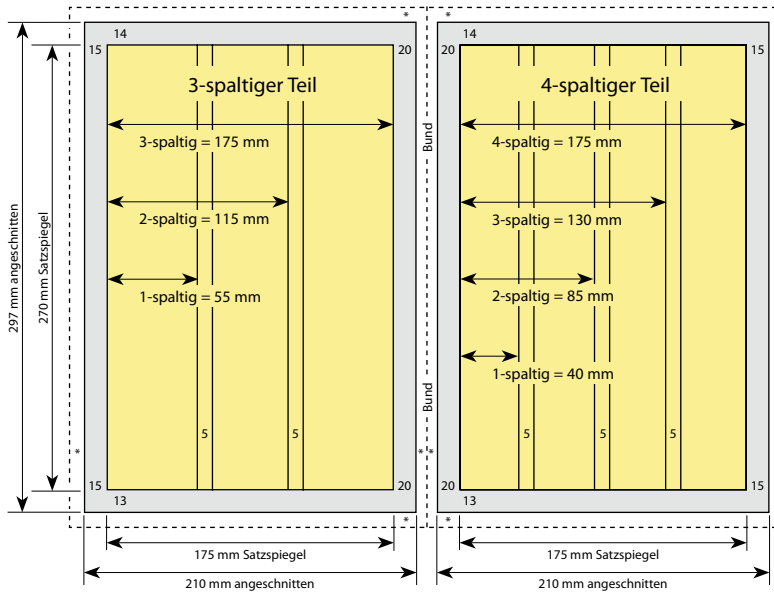 *
*
14
14
15
20
20
15
3-spaltiger Teil
4-spaltiger Teil
3-spaltig = 175 mm
4-spaltig = 175 mm
Bund
2-spaltig = 115 mm
3-spaltig = 130 mm
1-spaltig = 55 mm
2-spaltig = 85 mm
1-spaltig = 40 mm
297 mm angeschnitten
270 mm Satzspiegel
Bund
5
5
5
5
5
*
*
*
15
20
20
15
13
13
*
*
175 mm Satzspiegel
175 mm Satzspiegel
210 mm angeschnitten
210 mm angeschnitten